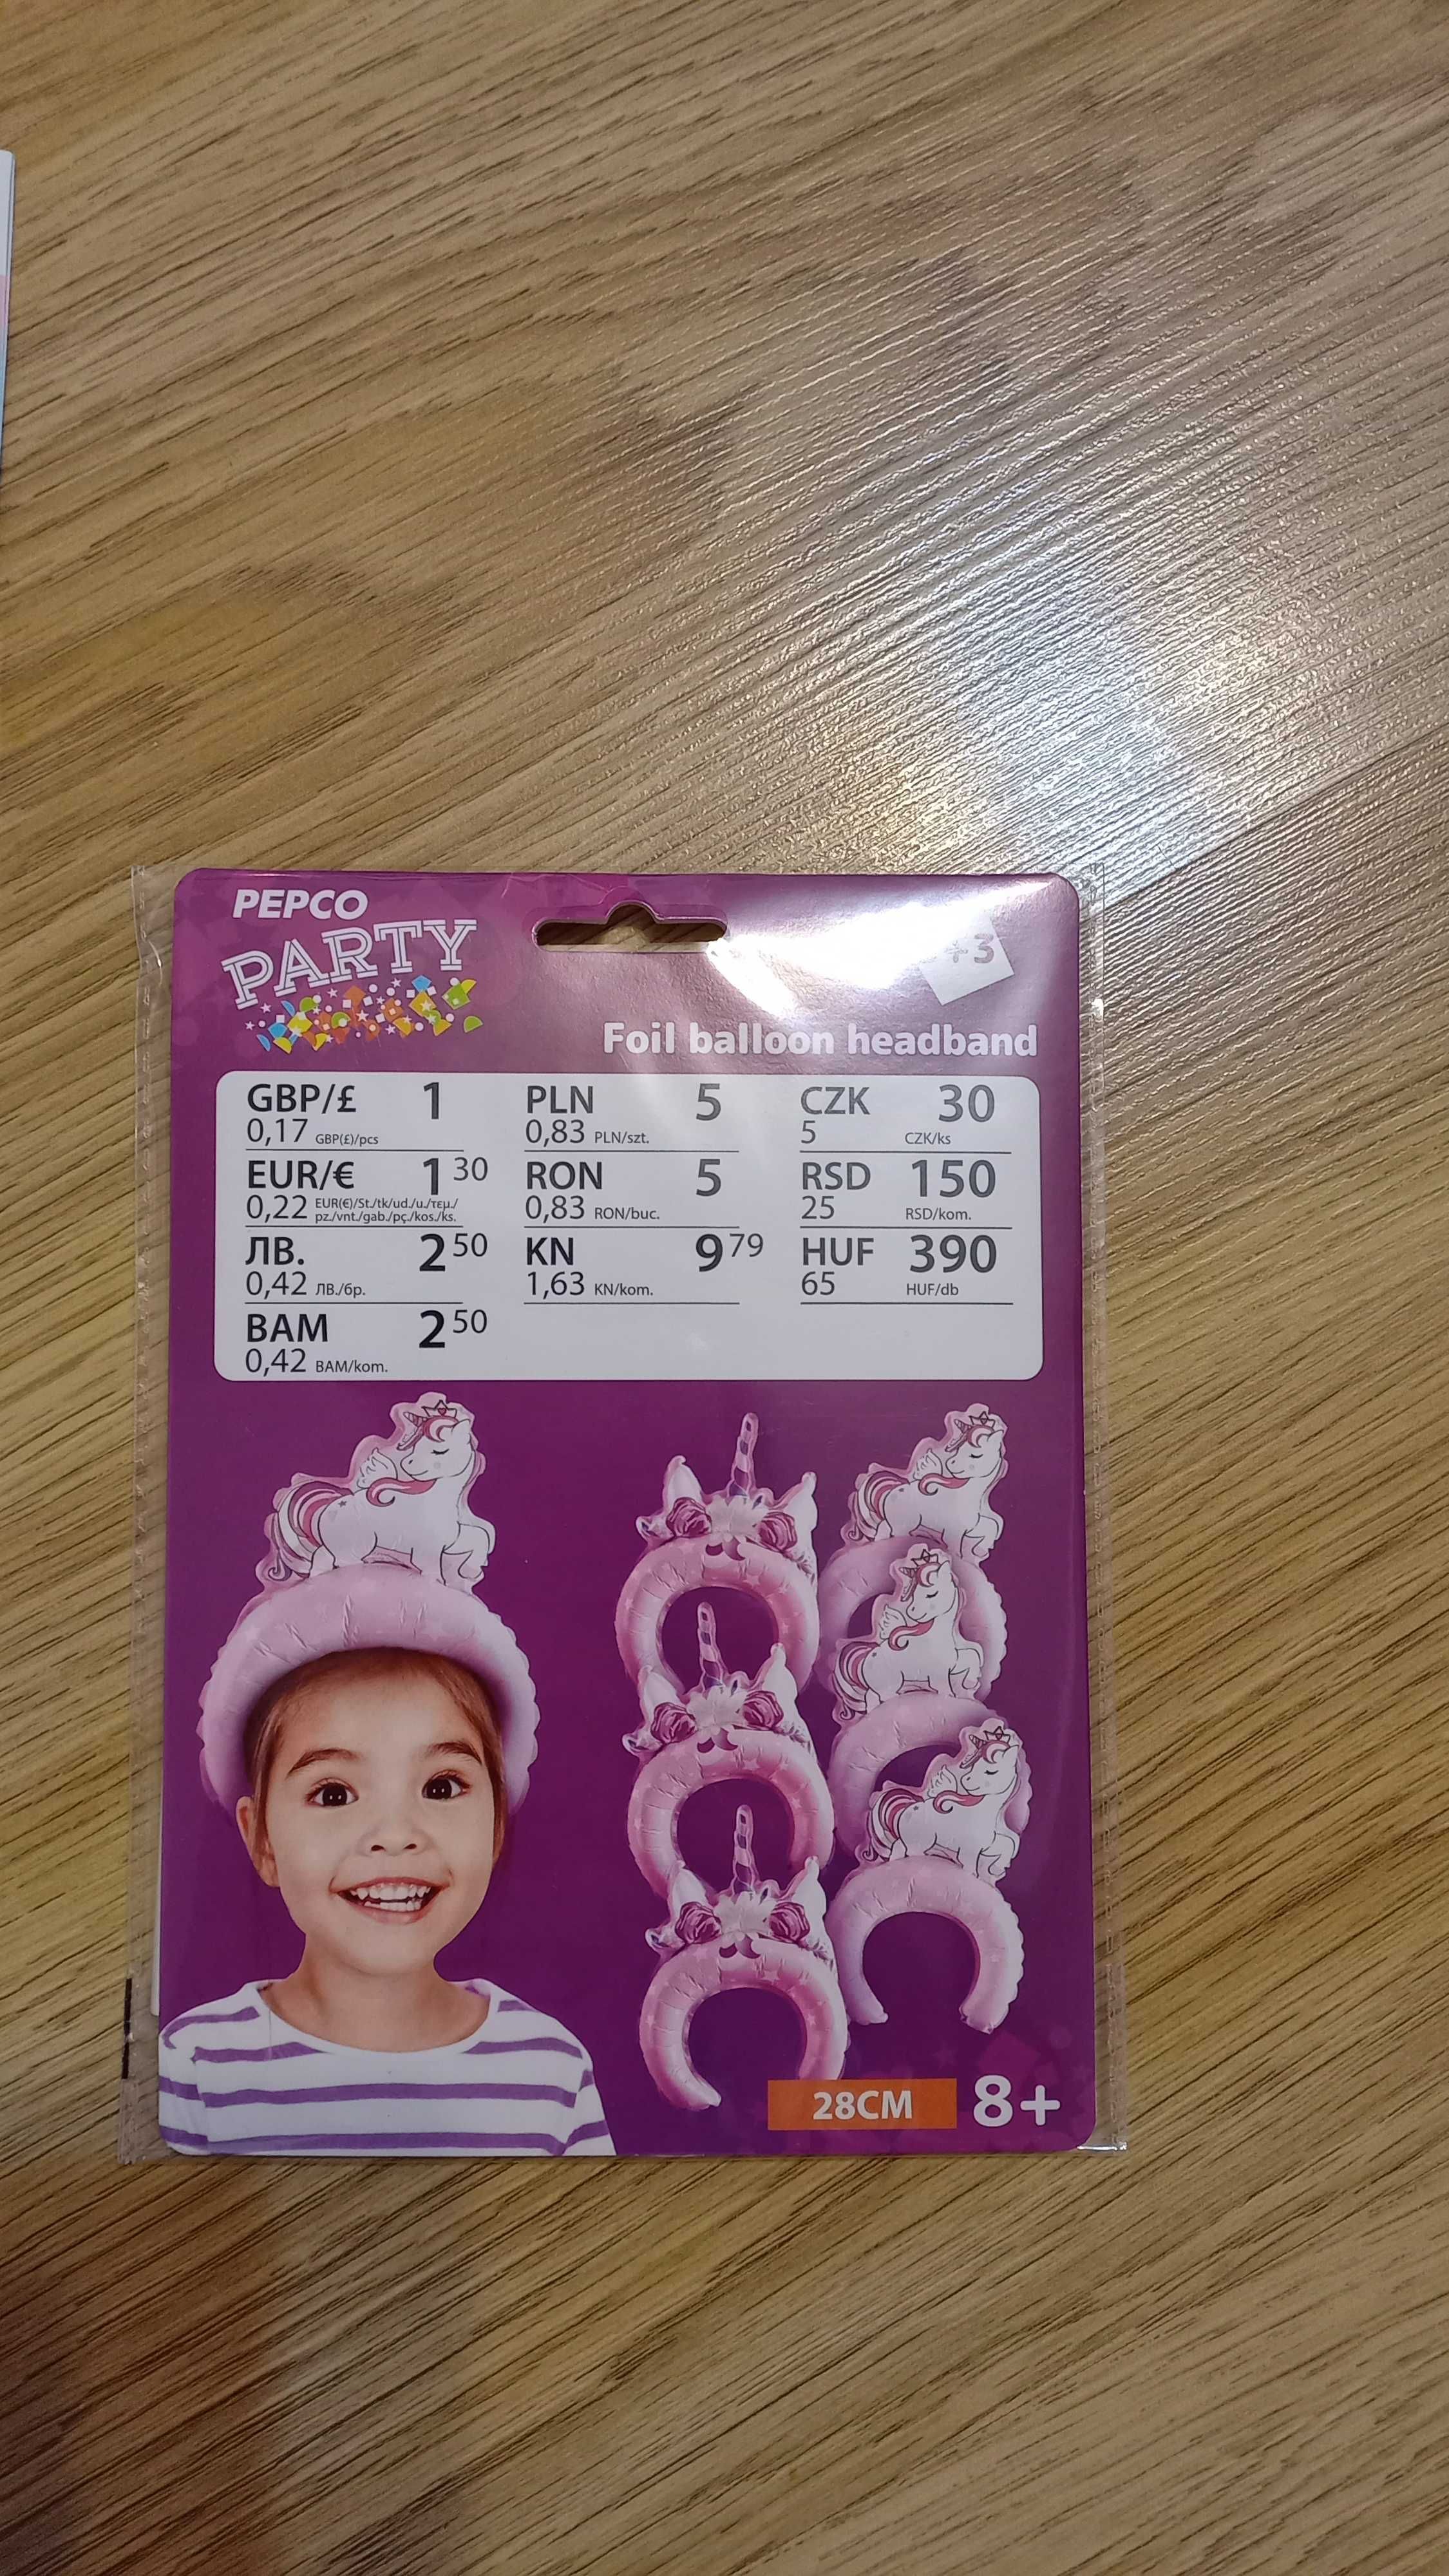 PEPCO
PARTY
+3
Foil balloon headband
GBP/£ 1
0,17 GBP(£)/pcs
EUR/€ 1 30
0,22 EUR(€)/St./tk/ud./u./τεμ./
pz./vnt./gab./pç./kos./ks.
ЛВ. 2 50
0,42 ЛВ./бр.
BAM 2 50
0,42 BAM/kom.
PLN 5
0,83 PLN/szt.
RON 5
0,83 RON/buc.
KN 9 79
1,63 KN/kom.
CZK 30
5 CZK/ks
RSD 150
25 RSD/kom.
HUF 390
65 HUF/db
28CM 8+